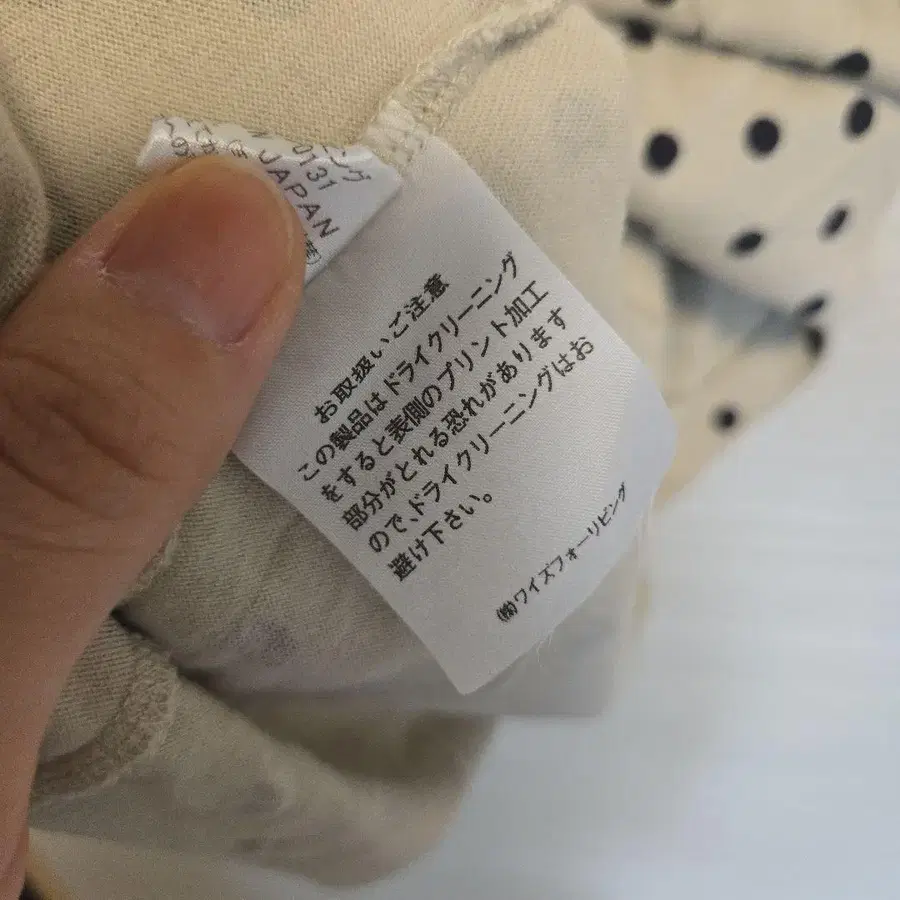 ング
0131
JAPAN
お取扱いご注意
この製品はドライクリーニング
をすると表側のプリント加工
部分がとれる恐れがあります
ので、ドライクリーニングはお
避け下さい。
㈱ワイズフォーリビング